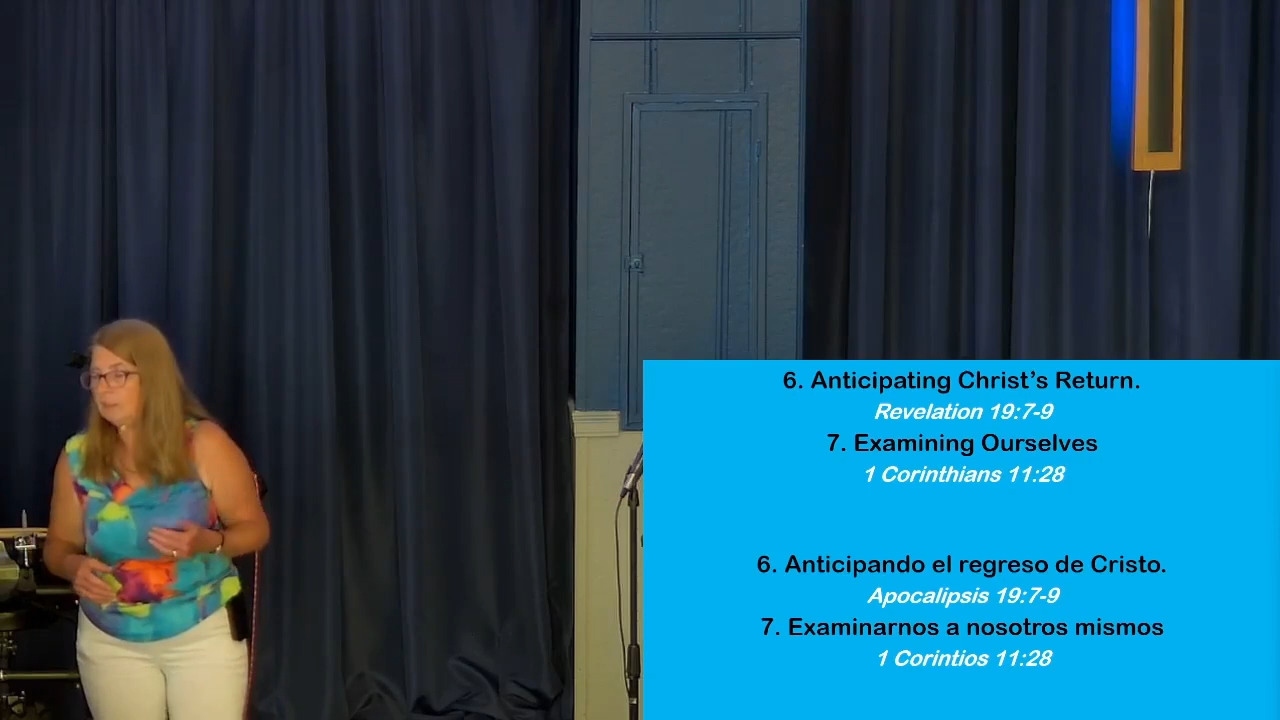 6. Anticipating Christ's Return.
Revelation 19:7-9
7. Examining Ourselves
1 Corinthians 11:28
6. Anticipando el regreso de Cristo.
Apocalipsis 19:7-9
7. Examinarnos a nosotros mismos
1 Corintios 11:28